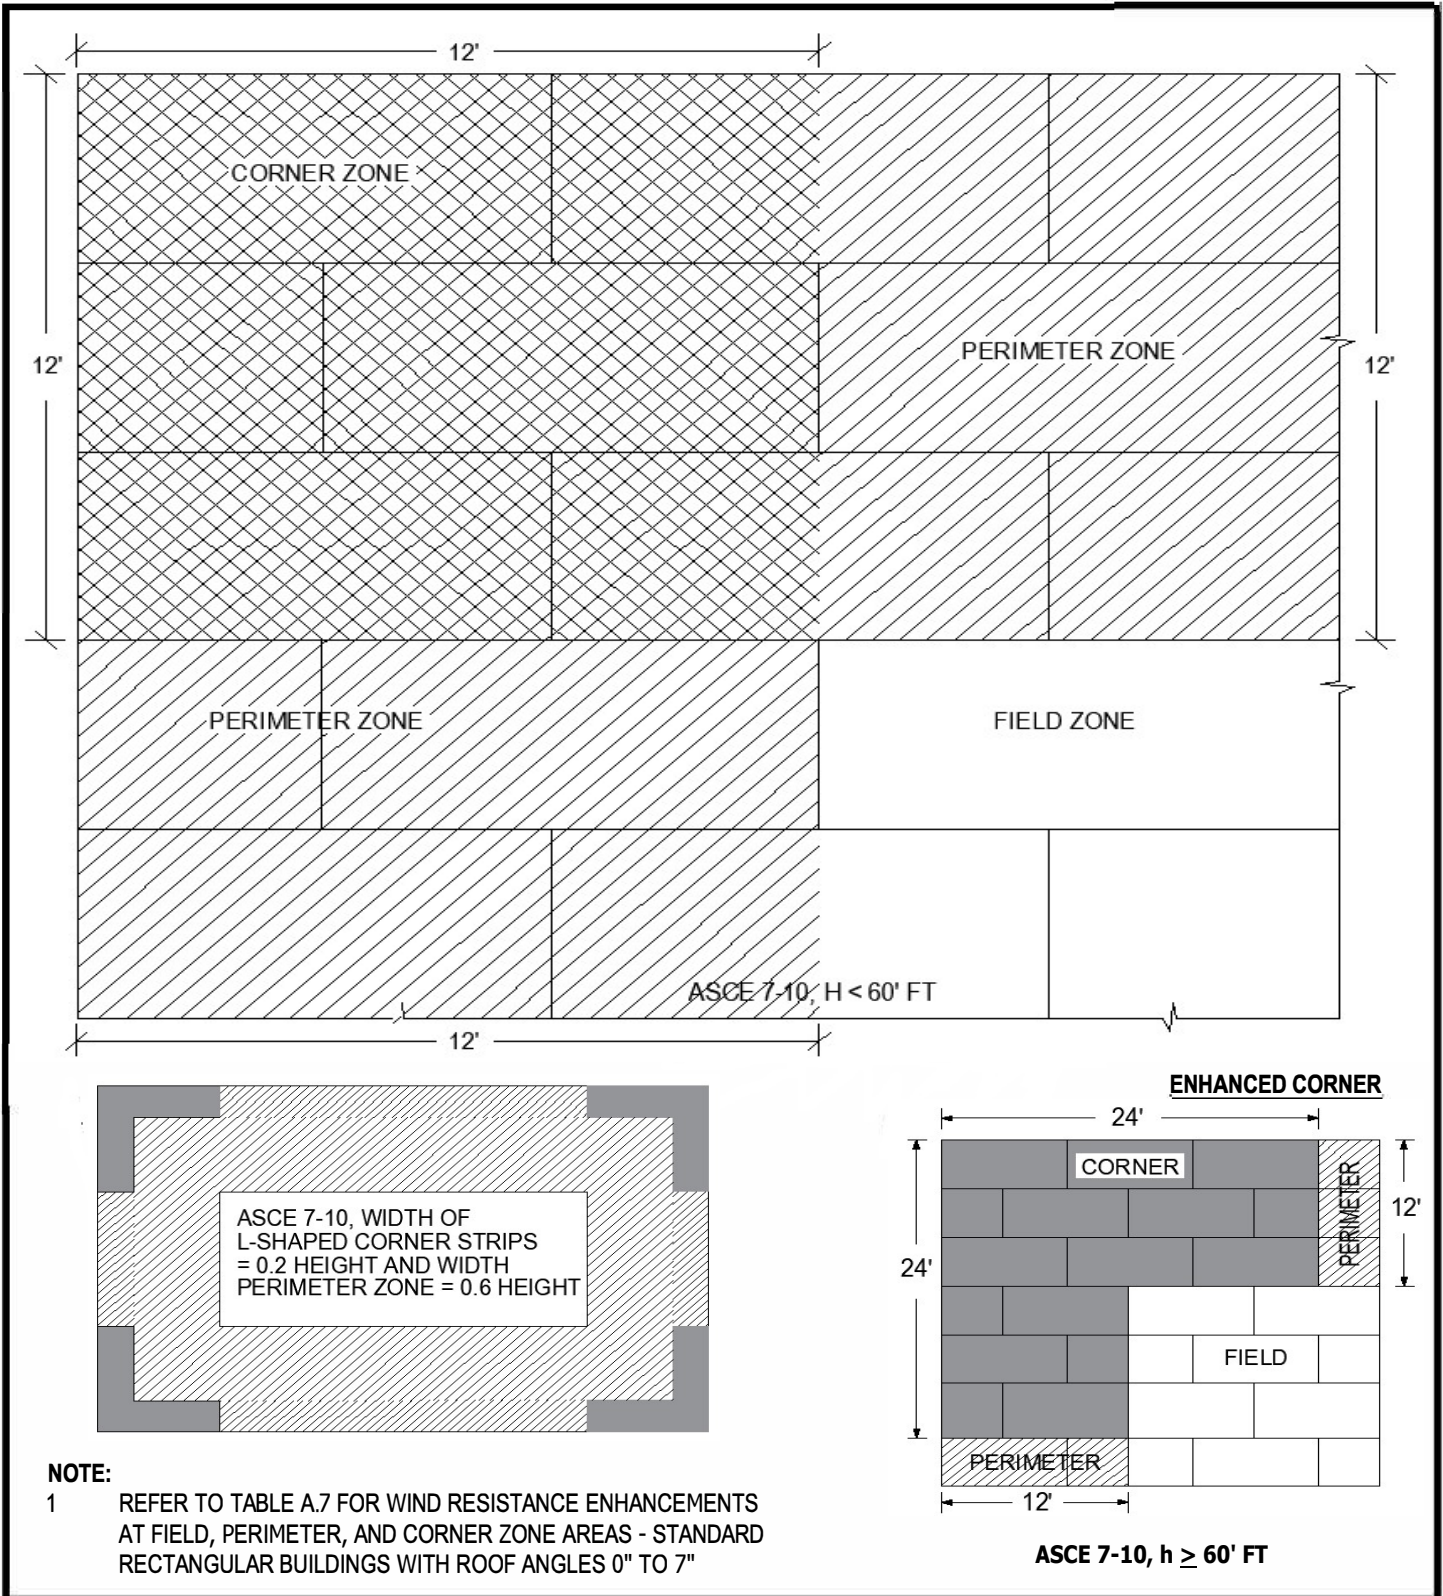 12'
CORNER ZONE
12'
PERIMETER ZONE
12'
PERIMETER ZONE
FIELD ZONE
ASCE 7-10, H < 60' FT
12'
ASCE 7-10, WIDTH OF
L-SHAPED CORNER STRIPS
= 0.2 HEIGHT AND WIDTH
PERIMETER ZONE = 0.6 HEIGHT
ENHANCED CORNER
24'
CORNER
PERIMETER
12'
24'
FIELD
PERIMETER
12'
ASCE 7-10, h ≥ 60' FT
NOTE:
1 REFER TO TABLE A.7 FOR WIND RESISTANCE ENHANCEMENTS
AT FIELD, PERIMETER, AND CORNER ZONE AREAS - STANDARD
RECTANGULAR BUILDINGS WITH ROOF ANGLES 0" TO 7"